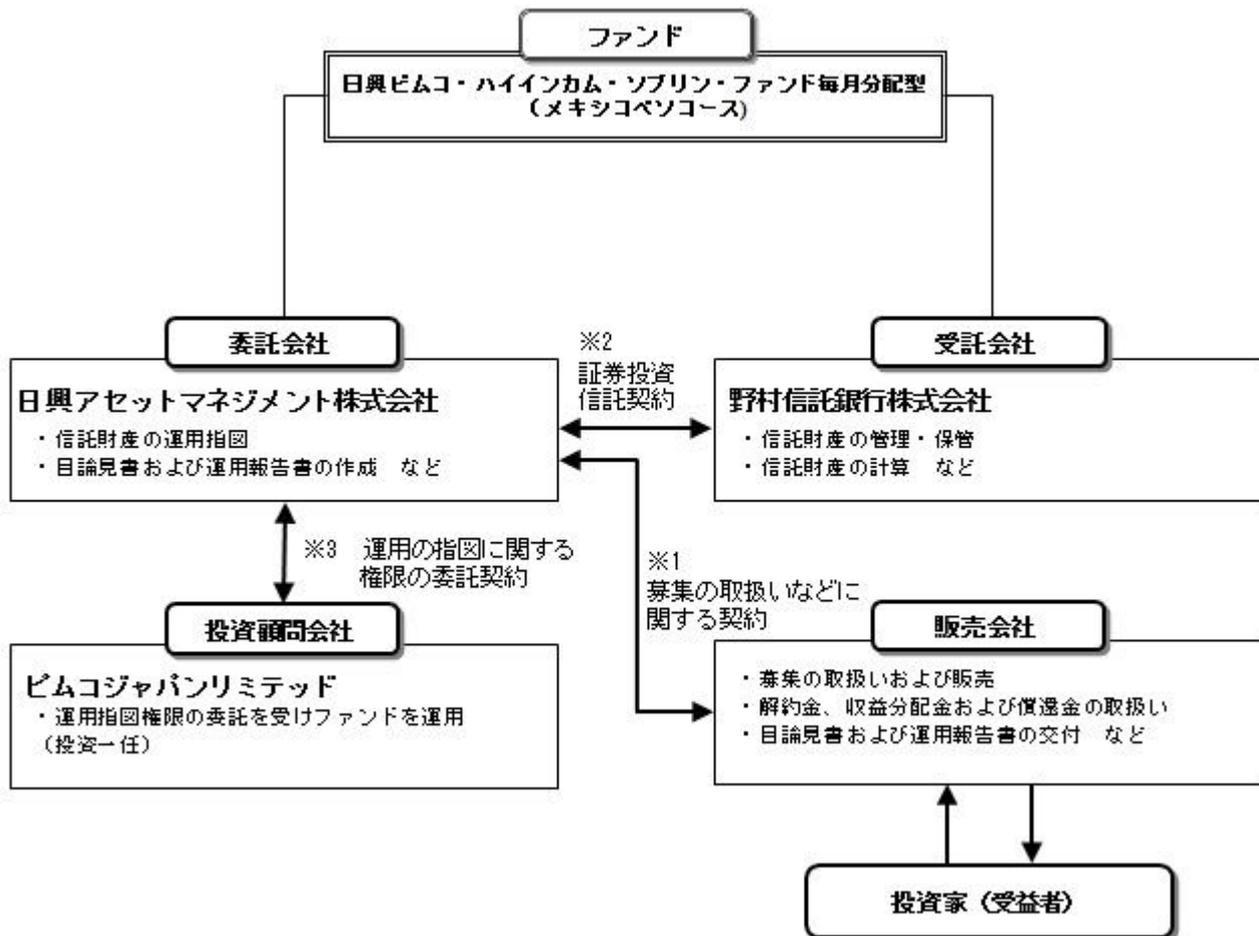 ファンド
日興ピムコ・ハイインカム・ソブリン・ファンド毎月分配型
（メキシコペソコース）
委託会社
日興アセットマネジメント株式会社
・信託財産の運用指図
・目論見書および運用報告書の作成　など
※2
証券投資
信託契約
受託会社
野村信託銀行株式会社
・信託財産の管理・保管
・信託財産の計算　など
※3　運用の指図に関する
権限の委託契約
※1
募集の取扱いなどに
関する契約
投資顧問会社
ピムコジャパンリミテッド
・運用指図権限の委託を受けファンドを運用
（投資一任）
販売会社
・募集の取扱いおよび販売
・解約金、収益分配金および償還金の取扱い
・目論見書および運用報告書の交付　など
投資家（受益者）